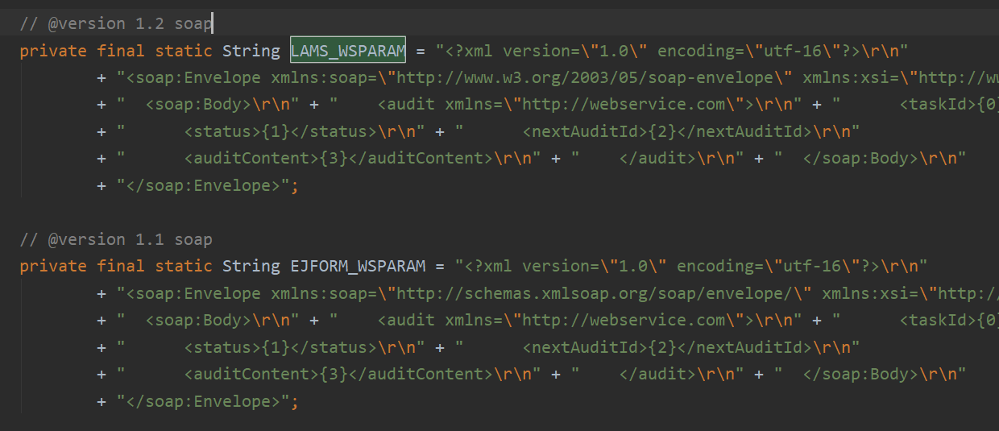 // @version 1.2 soap
private final static String LAMS_WSPARAM = "<?xml version=\"1.0\" encoding=\"utf-16\"?>\r\n"
+ "<soap:Envelope xmlns:soap=\"http://www.w3.org/2003/05/soap-envelope\" xmlns:xsi=\"http://w
+ "  <soap:Body>\r\n" + "    <audit xmlns=\"http://webservice.com\">\r\n" + "      <taskId>{0}
+ "      <status>{1}</status>\r\n" + "      <nextAuditId>{2}</nextAuditId>\r\n"
+ "      <auditContent>{3}</auditContent>\r\n" + "    </audit>\r\n" + "  </soap:Body>\r\n"
+ "</soap:Envelope>";
// @version 1.1 soap
private final static String EJFORM_WSPARAM = "<?xml version=\"1.0\" encoding=\"utf-16\"?>\r\n"
+ "<soap:Envelope xmlns:soap=\"http://schemas.xmlsoap.org/soap/envelope/\" xmlns:xsi=\"http:/
+ "  <soap:Body>\r\n" + "    <audit xmlns=\"http://webservice.com\">\r\n" + "      <taskId>{0}
+ "      <status>{1}</status>\r\n" + "      <nextAuditId>{2}</nextAuditId>\r\n"
+ "      <auditContent>{3}</auditContent>\r\n" + "    </audit>\r\n" + "  </soap:Body>\r\n"
+ "</soap:Envelope>";